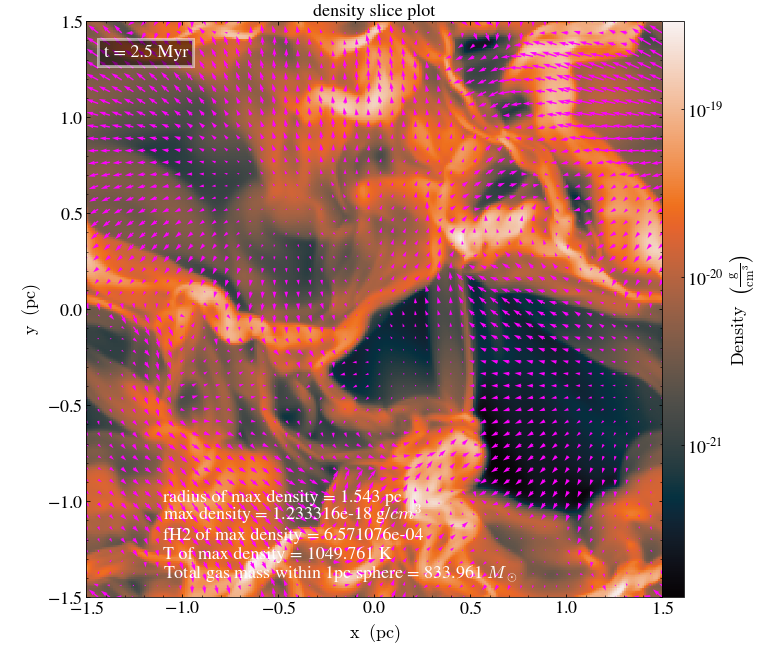 density slice plot
t = 2.5 Myr
1.5
1.0
0.5
0.0
−0.5
−1.0
−1.5
y (pc)
radius of max density = 1.543 pc
max density = 1.233316e-18 g/cm³
fH2 of max density = 6.571076e-04
T of max density = 1049.761 K
Total gas mass within 1pc sphere = 833.961 M⊙
−1.5 −1.0 −0.5 0.0 0.5 1.0 1.5
x (pc)
10⁻¹⁹
10⁻²⁰
10⁻²¹
Density (g/cm³)